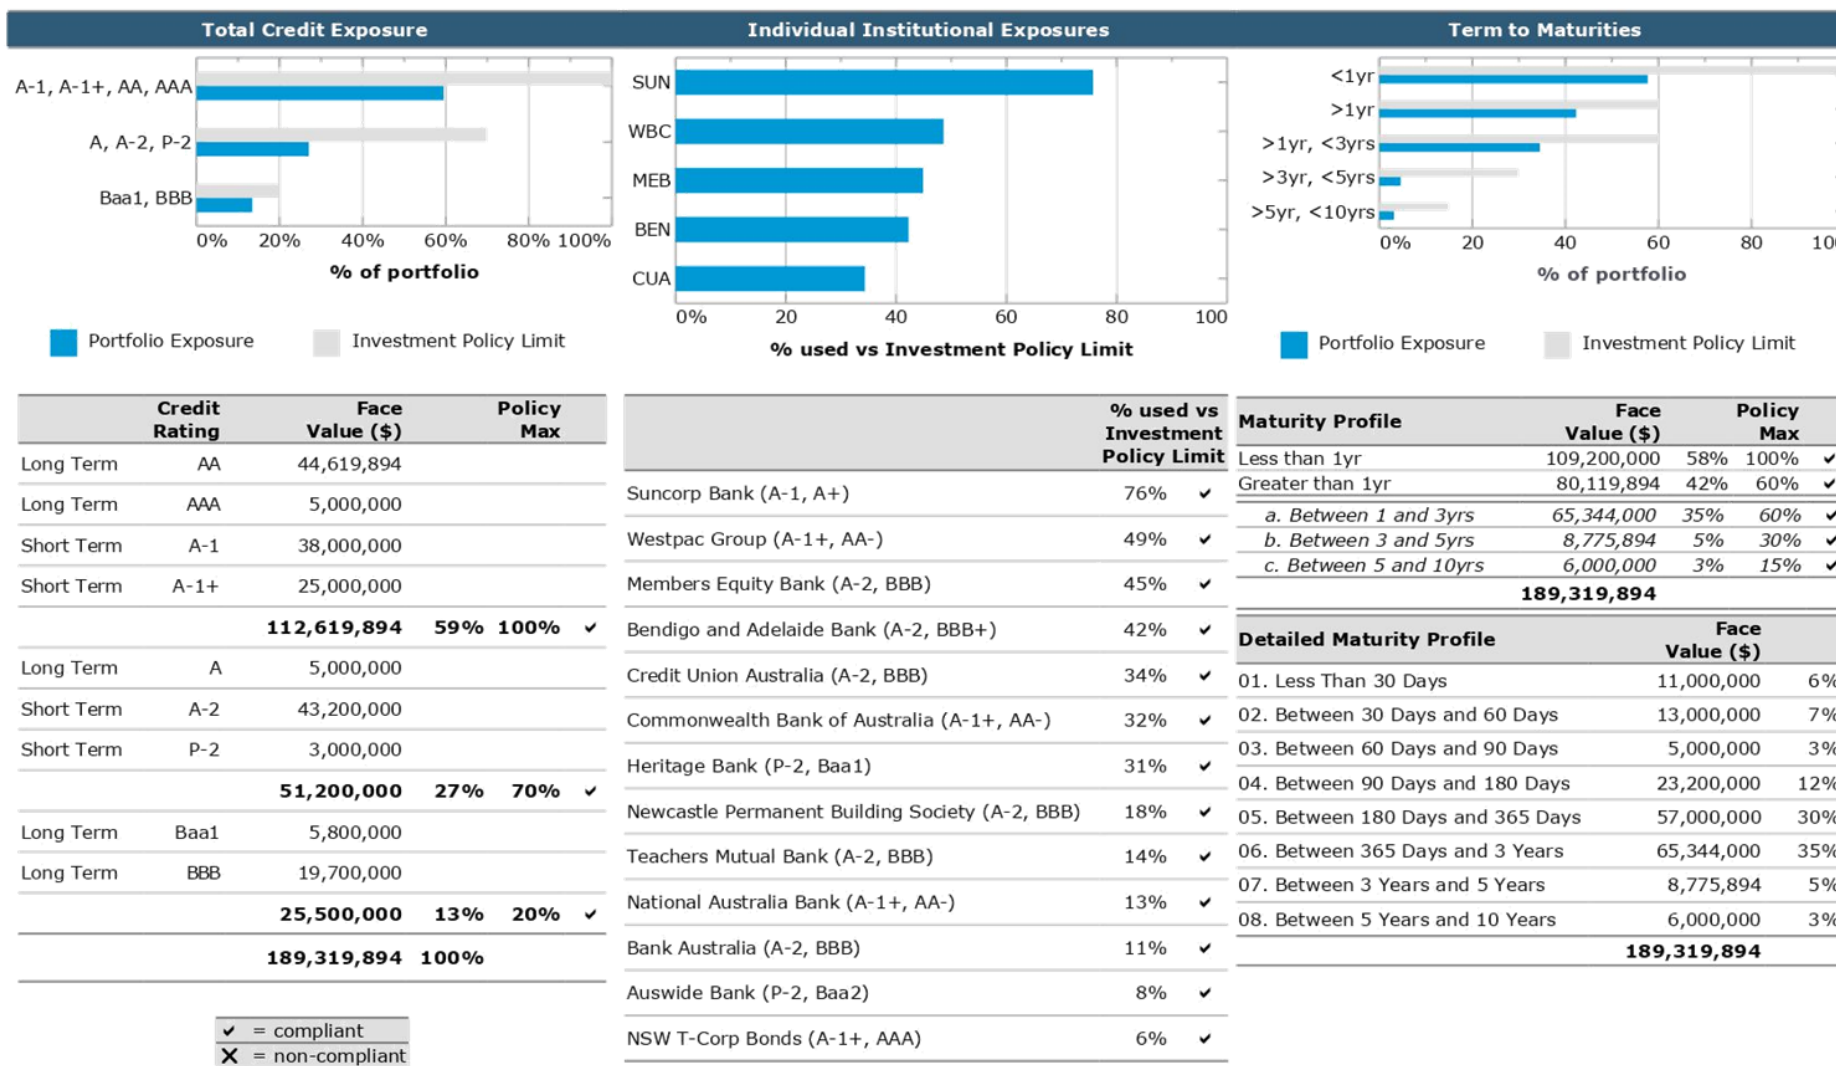 Total Credit Exposure
A-1, A-1+, AA, AAA
A, A-2, P-2
Baa1, BBB
0% 20% 40% 60% 80% 100%
% of portfolio
Portfolio Exposure Investment Policy Limit
Individual Institutional Exposures
SUN
WBC
MEB
BEN
CUA
0% 20 40 60 80 100
% used vs Investment Policy Limit
Term to Maturities
<1yr
>1yr
>1yr, <3yrs
>3yr, <5yrs
>5yr, <10yrs
0% 20 40 60 80 100
% of portfolio
Portfolio Exposure Investment Policy Limit
Credit Face Policy
Rating Value ($) Max
Long Term AA 44,619,894
Long Term AAA 5,000,000
Short Term A-1 38,000,000
Short Term A-1+ 25,000,000
112,619,894 59% 100% ✔
Long Term A 5,000,000
Short Term A-2 43,200,000
Short Term P-2 3,000,000
51,200,000 27% 70% ✔
Long Term Baa1 5,800,000
Long Term BBB 19,700,000
25,500,000 13% 20% ✔
189,319,894 100%
✔ = compliant
✘ = non-compliant
% used vs
Investment
Policy Limit
Suncorp Bank (A-1, A+) 76% ✔
Westpac Group (A-1+, AA-) 49% ✔
Members Equity Bank (A-2, BBB) 45% ✔
Bendigo and Adelaide Bank (A-2, BBB+) 42% ✔
Credit Union Australia (A-2, BBB) 34% ✔
Commonwealth Bank of Australia (A-1+, AA-) 32% ✔
Heritage Bank (P-2, Baa1) 31% ✔
Newcastle Permanent Building Society (A-2, BBB) 18% ✔
Teachers Mutual Bank (A-2, BBB) 14% ✔
National Australia Bank (A-1+, AA-) 13% ✔
Bank Australia (A-2, BBB) 11% ✔
Auswide Bank (P-2, Baa2) 8% ✔
NSW T-Corp Bonds (A-1+, AAA) 6% ✔
Face Policy
Maturity Profile Value ($) Max
Less than 1yr 109,200,000 58% 100% ✔
Greater than 1yr 80,119,894 42% 60% ✔
a. Between 1 and 3yrs 65,344,000 35% 60% ✔
b. Between 3 and 5yrs 8,775,894 5% 30% ✔
c. Between 5 and 10yrs 6,000,000 3% 15% ✔
189,319,894
Face
Detailed Maturity Profile Value ($)
01. Less Than 30 Days 11,000,000 6%
02. Between 30 Days and 60 Days 13,000,000 7%
03. Between 60 Days and 90 Days 5,000,000 3%
04. Between 90 Days and 180 Days 23,200,000 12%
05. Between 180 Days and 365 Days 57,000,000 30%
06. Between 365 Days and 3 Years 65,344,000 35%
07. Between 3 Years and 5 Years 8,775,894 5%
08. Between 5 Years and 10 Years 6,000,000 3%
189,319,894